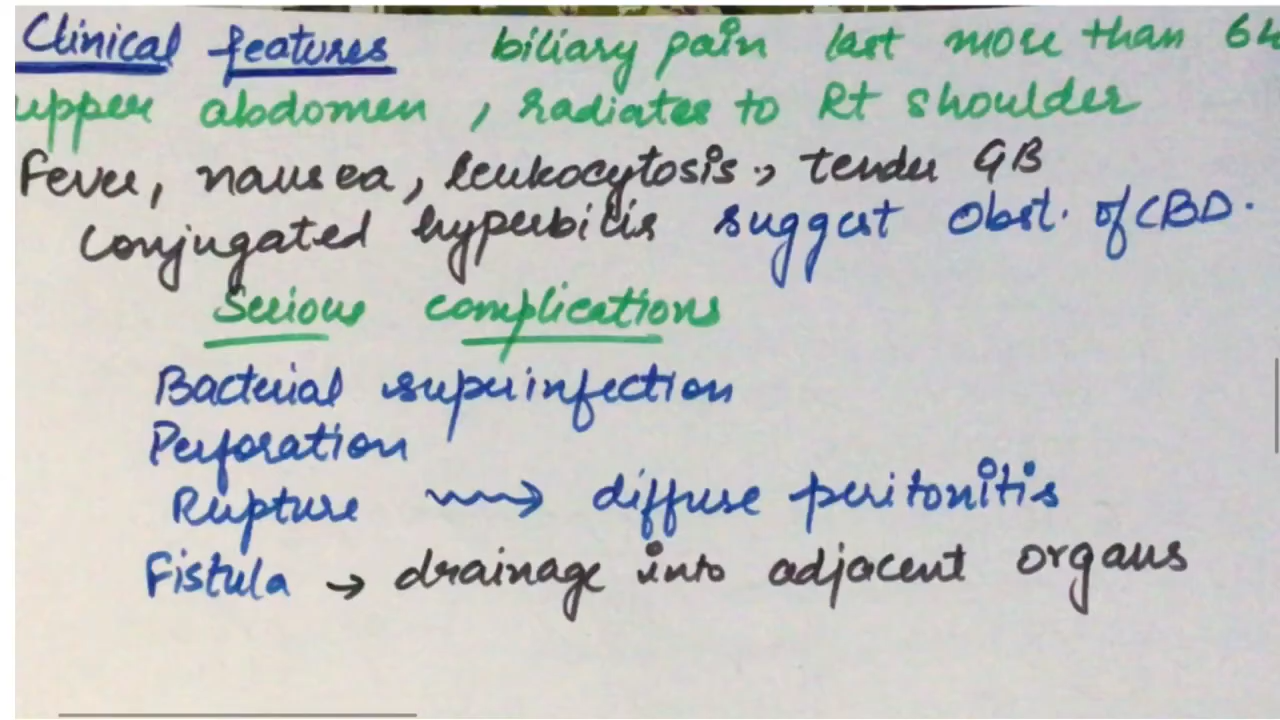 Clinical features biliary pain last more than 6h
upper abdomen, radiates to Rt shoulder
Fever, nausea, leukocytosis, tender GB
Conjugated hyperbilis suggest obst. of CBD.
Serious complications
Bacterial superinfection
Perforation
Rupture → diffuse peritonitis
Fistula → drainage into adjacent organs